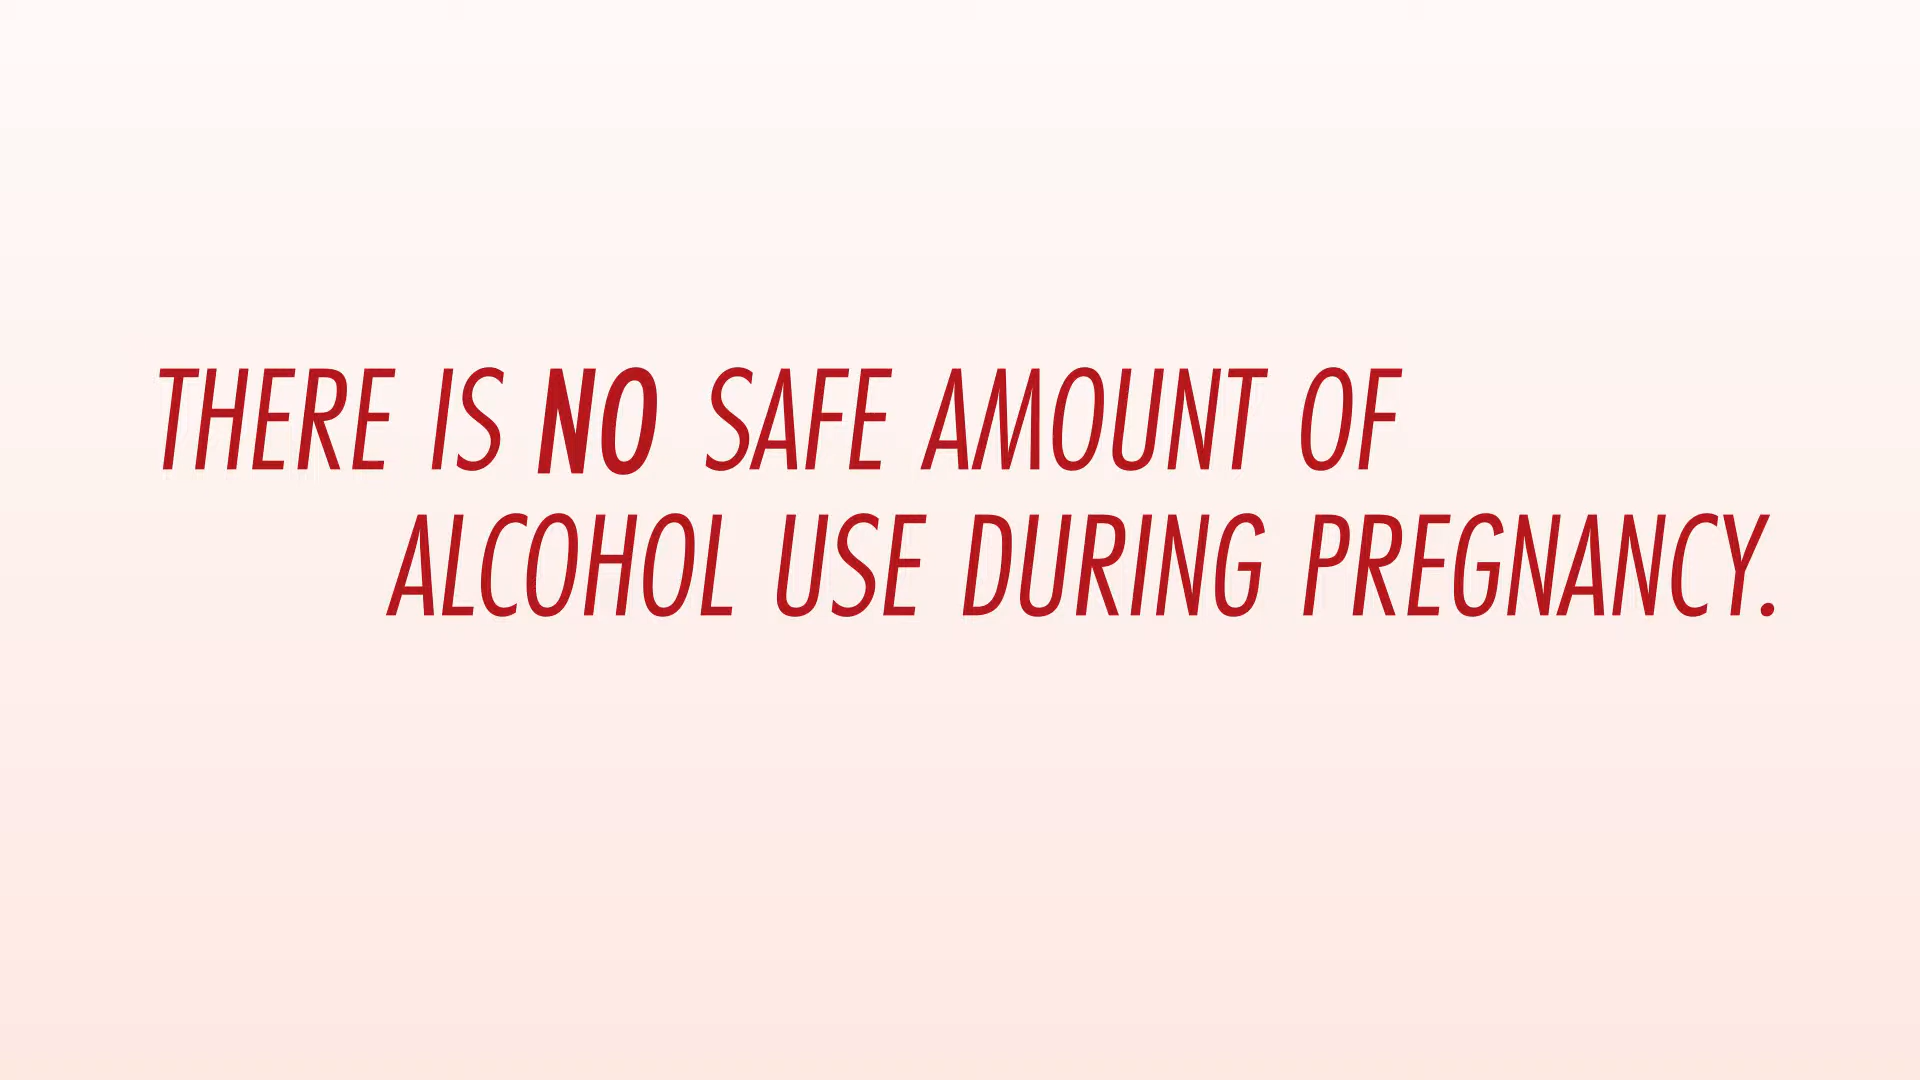 THERE IS NO SAFE AMOUNT OF
ALCOHOL USE DURING PREGNANCY.